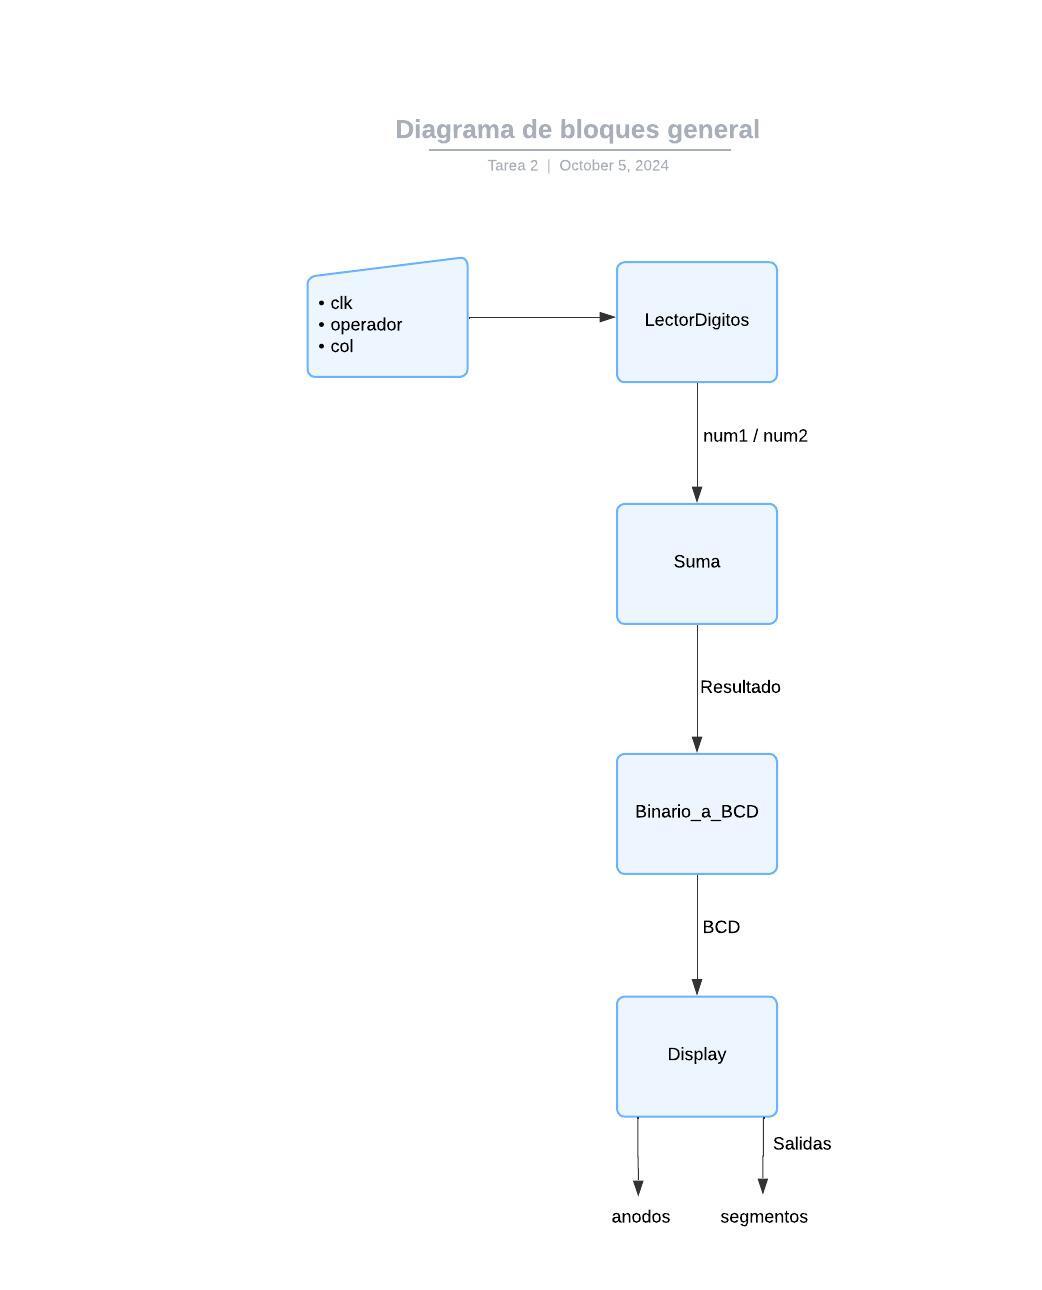 Diagrama de bloques general
Tarea 2 | October 5, 2024
• clk
• operador
• col
LectorDigitos
num1 / num2
Suma
Resultado
Binario_a_BCD
BCD
Display
Salidas
anodos
segmentos